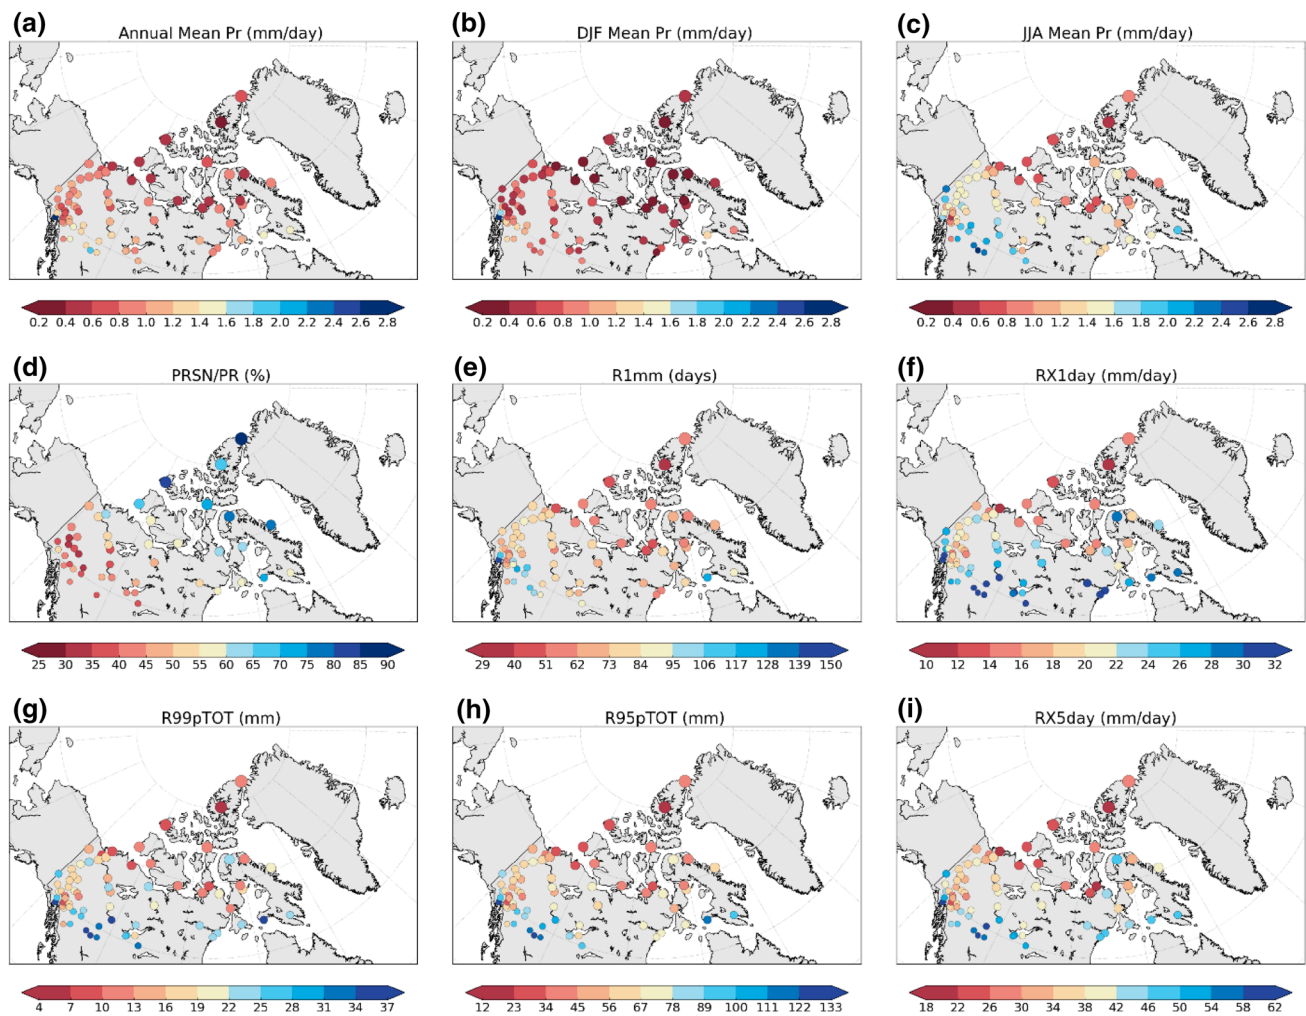 (a) (b) (c)
Annual Mean Pr (mm/day) DJF Mean Pr (mm/day) JJA Mean Pr (mm/day)
0.2 0.4 0.6 0.8 1.0 1.2 1.4 1.6 1.8 2.0 2.2 2.4 2.6 2.8 0.2 0.4 0.6 0.8 1.0 1.2 1.4 1.6 1.8 2.0 2.2 2.4 2.6 2.8 0.2 0.4 0.6 0.8 1.0 1.2 1.4 1.6 1.8 2.0 2.2 2.4 2.6 2.8
(d) (e) (f)
PRSN/PR (%) R1mm (days) RX1day (mm/day)
25 30 35 40 45 50 55 60 65 70 75 80 85 90 29 40 51 62 73 84 95 106 117 128 139 150 10 12 14 16 18 20 22 24 26 28 30 32
(g) (h) (i)
R99pTOT (mm) R95pTOT (mm) RX5day (mm/day)
4 7 10 13 16 19 22 25 28 31 34 37 12 23 34 45 56 67 78 89 100 111 122 133 18 22 26 30 34 38 42 46 50 54 58 62